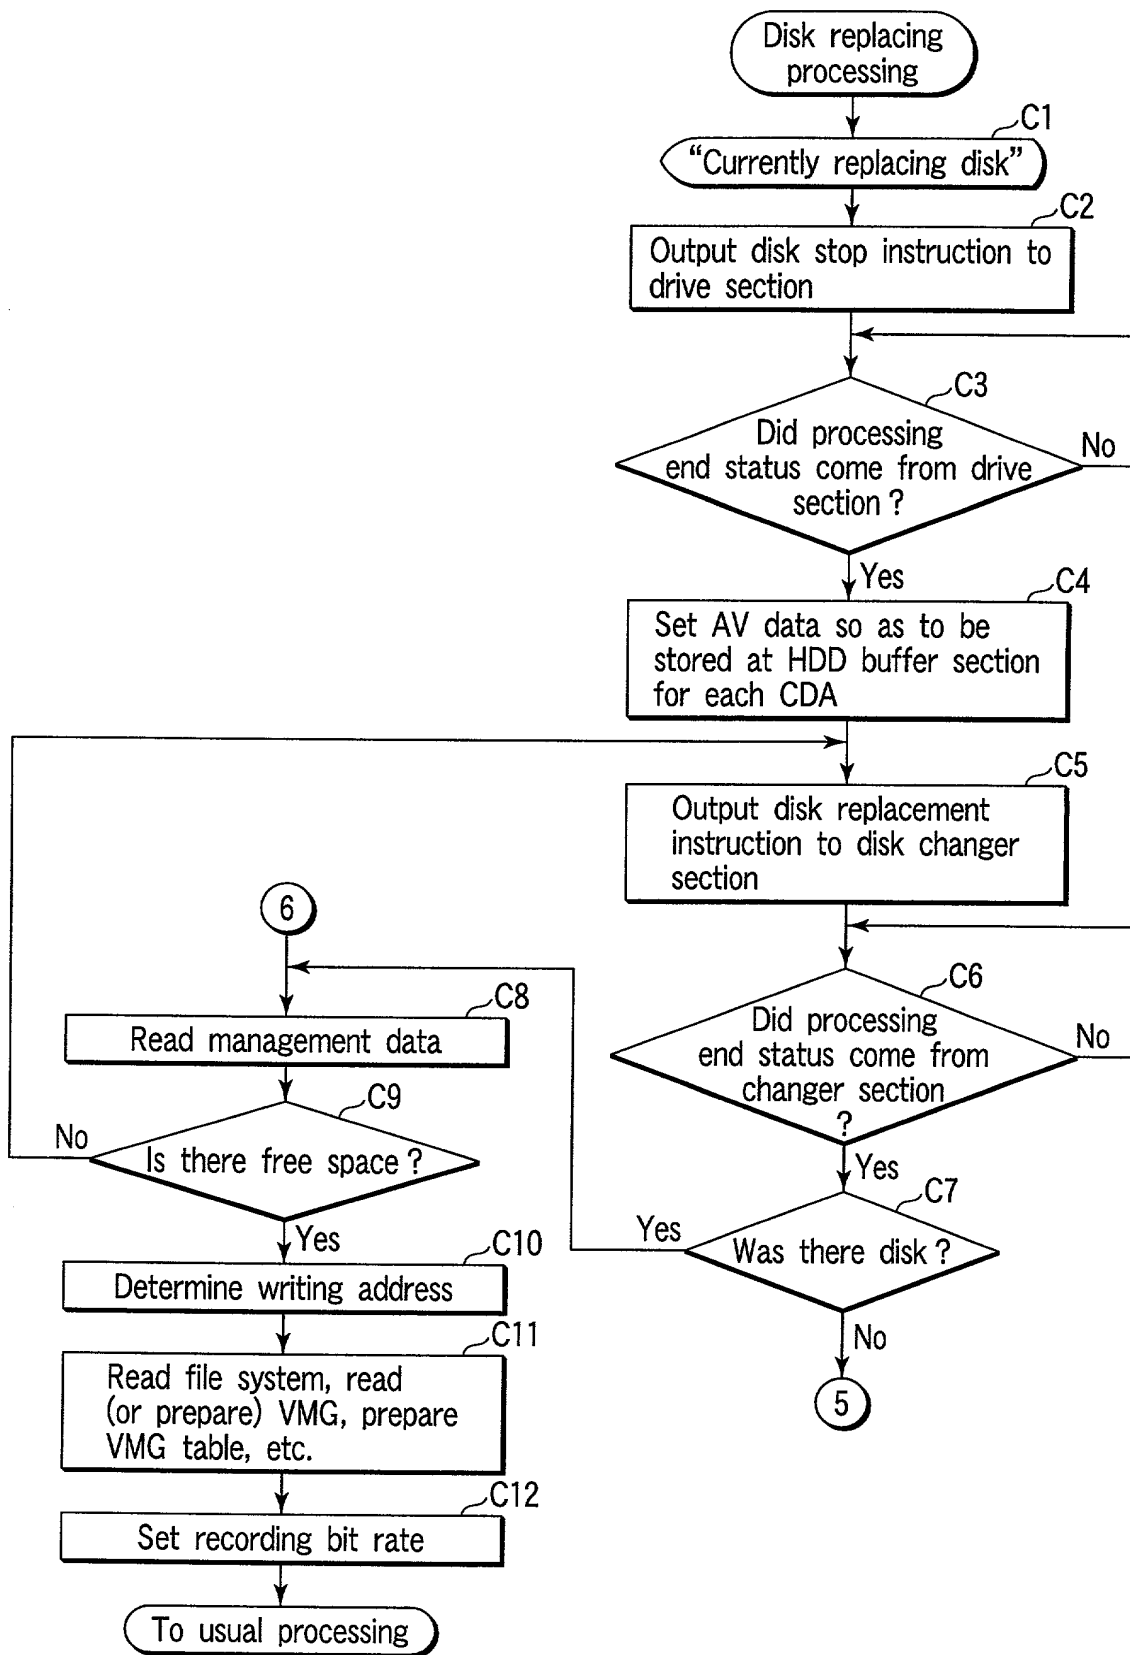 Disk replacing
processing
C1
“Currently replacing disk”
C2
Output disk stop instruction to
drive section
C3
Did processing
end status come from drive
section ?
No
Yes
C4
Set AV data so as to be
stored at HDD buffer section
for each CDA
C5
Output disk replacement
instruction to disk changer
section
C6
Did processing
end status come from
changer section
?
No
Yes
C7
Was there disk ?
Yes
No
5
6
C8
Read management data
C9
Is there free space ?
No
Yes
C10
Determine writing address
C11
Read file system, read
(or prepare) VMG, prepare
VMG table, etc.
C12
Set recording bit rate
To usual processing